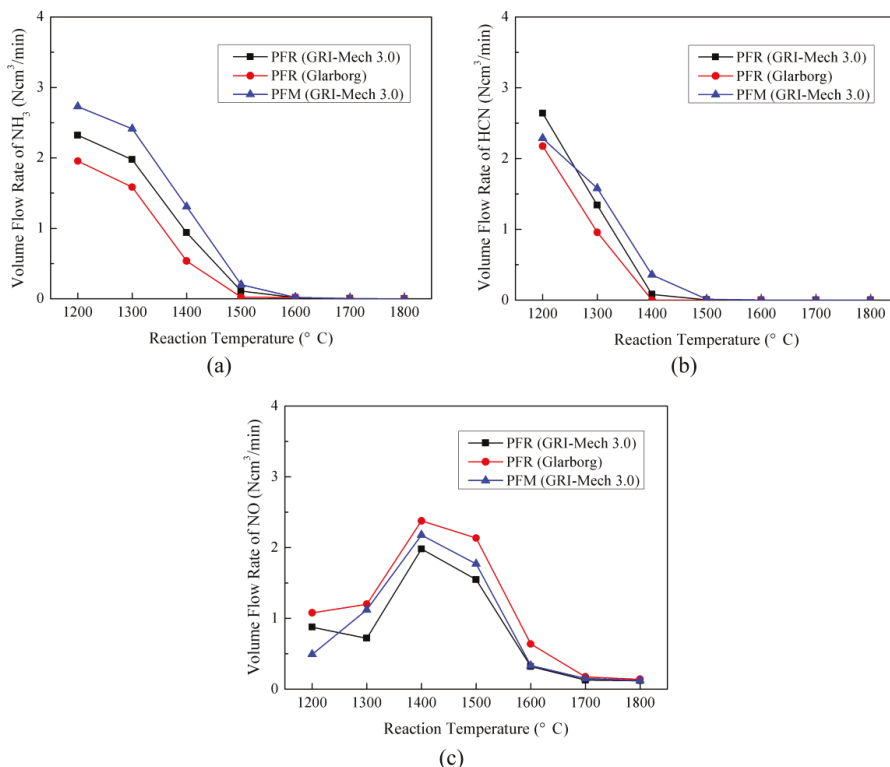 4
3
2
1
0
Volume Flow Rate of NH3 (Ncm3/min)
PFR (GRI-Mech 3.0)
PFR (Glarborg)
PFM (GRI-Mech 3.0)
1200 1300 1400 1500 1600 1700 1800
Reaction Temperature (° C)
(a)
4
3
2
1
0
Volume Flow Rate of HCN (Ncm3/min)
PFR (GRI-Mech 3.0)
PFR (Glarborg)
PFM (GRI-Mech 3.0)
1200 1300 1400 1500 1600 1700 1800
Reaction Temperature (° C)
(b)
4
3
2
1
0
Volume Flow Rate of NO (Ncm3/min)
PFR (GRI-Mech 3.0)
PFR (Glarborg)
PFM (GRI-Mech 3.0)
1200 1300 1400 1500 1600 1700 1800
Reaction Temperature (° C)
(c)